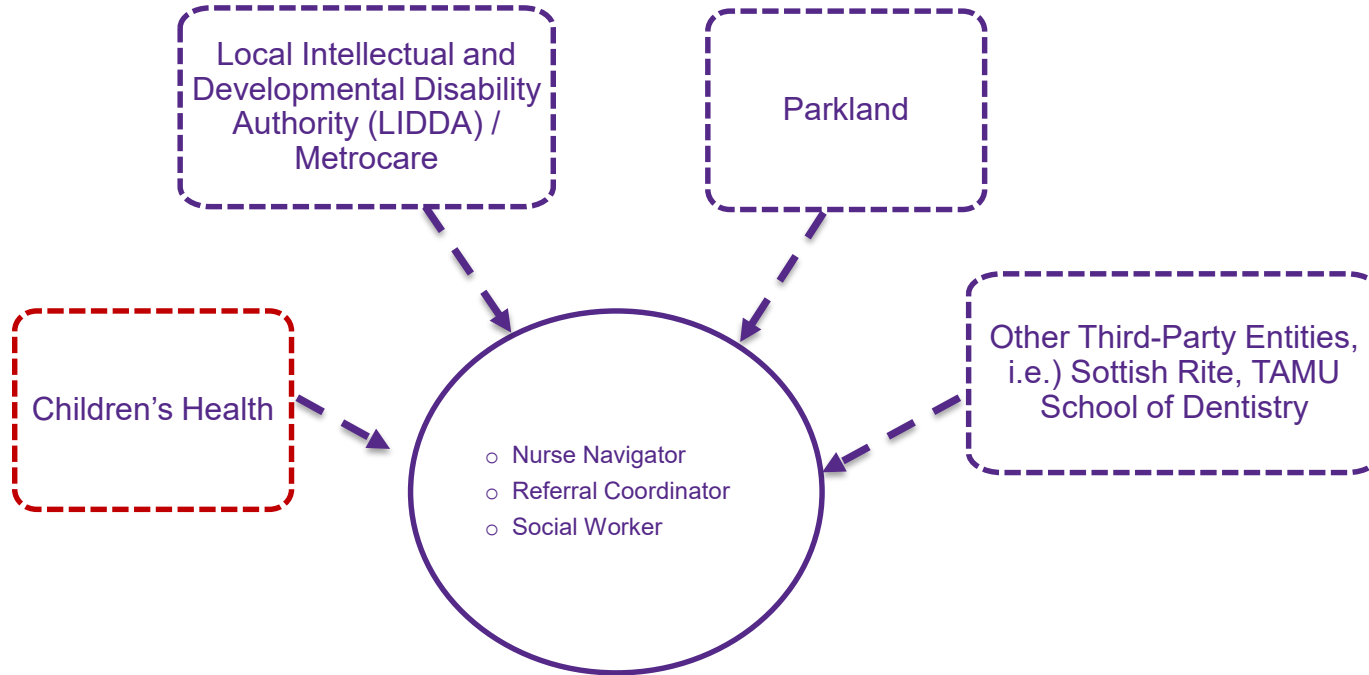 Local Intellectual and
Developmental Disability
Authority (LIDDA) /
Metrocare
Parkland
Children’s Health
Other Third-Party Entities,
i.e.) Sottish Rite, TAMU
School of Dentistry
○ Nurse Navigator
○ Referral Coordinator
○ Social Worker